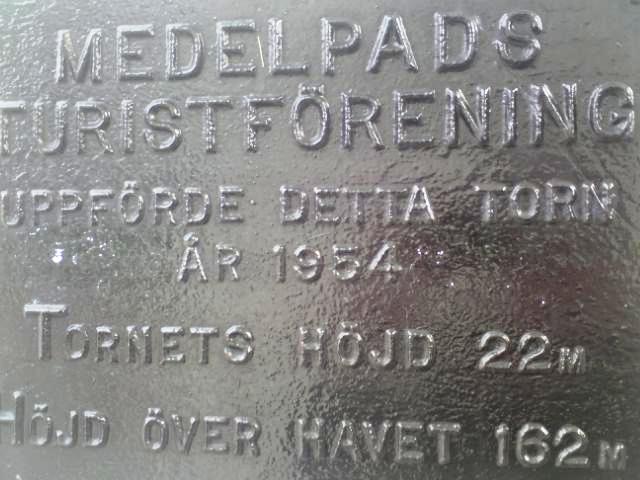 MEDELPADS
TURISTFÖRENING
UPPFÖRDE DETTA TORN
ÅR 1954
TORNETS HÖJD 22M
HÖJD ÖVER HAVET 162M